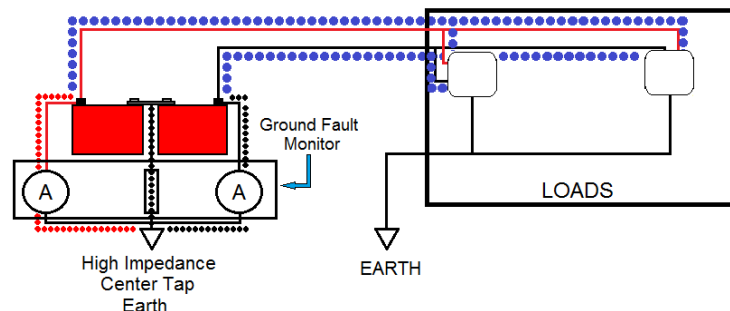 Ground Fault
Monitor
A
A
LOADS
High Impedance
Center Tap
Earth
EARTH